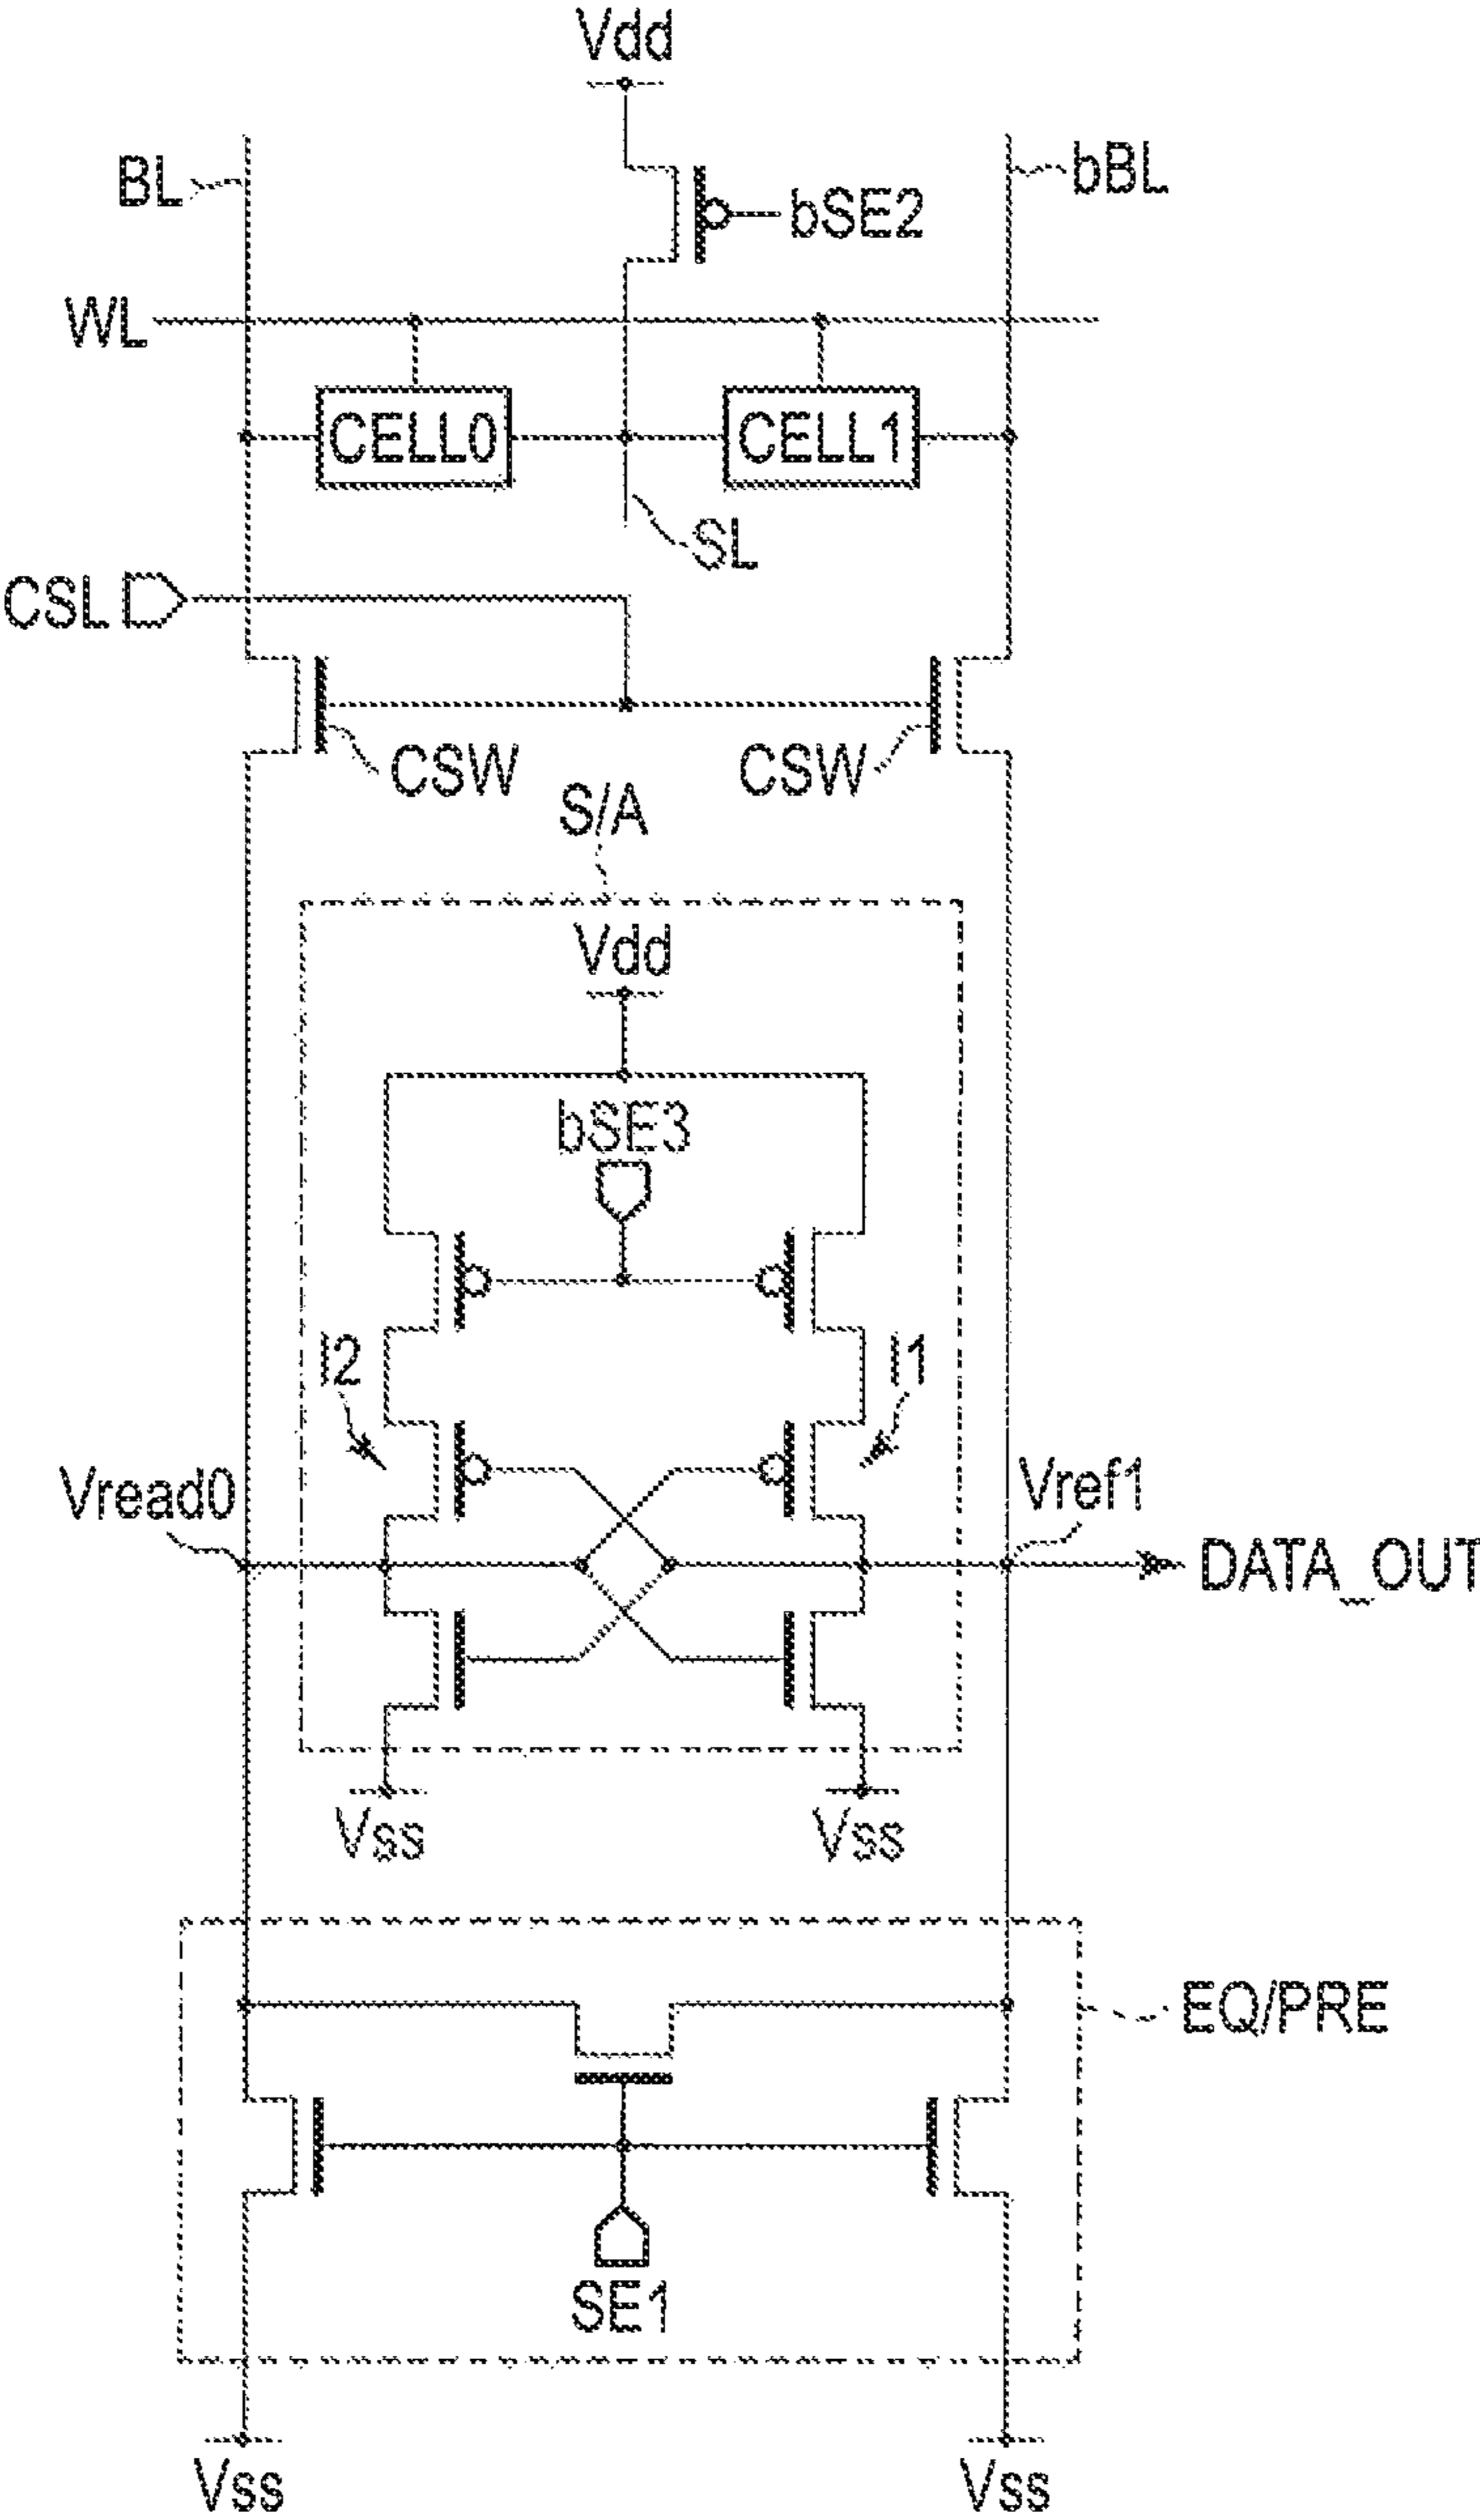 Vdd
BL
bBL
bSE2
WL
CELL0
CELL1
SL
CSL
CSW
CSW
S/A
Vdd
bSE3
I2
I1
Vread0
Vref1
DATA_OUT
Vss
Vss
EQ/PRE
SE1
Vss
Vss